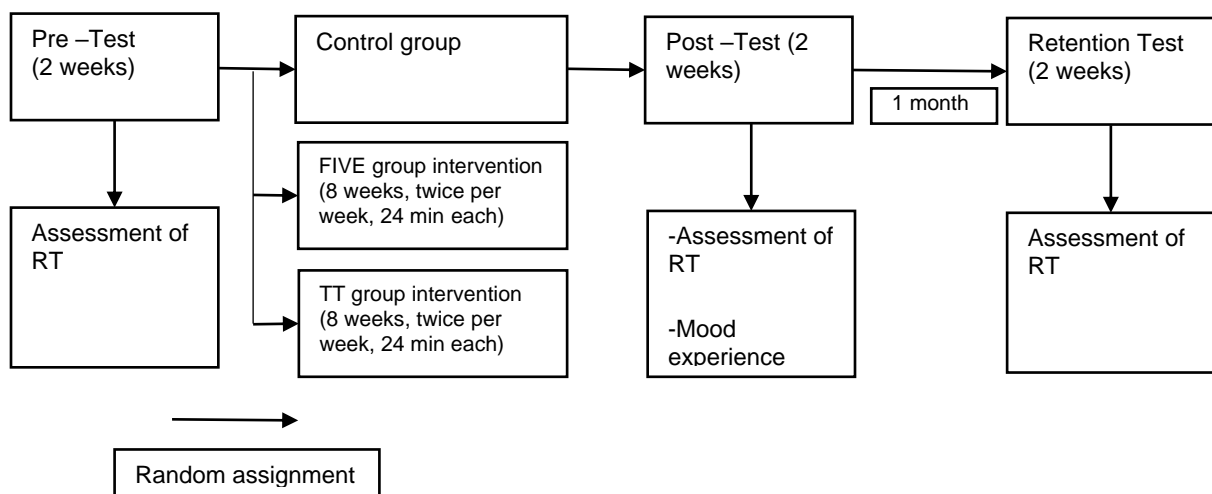 Pre –Test
(2 weeks)
Control group
Post –Test (2
weeks)
Retention Test
(2 weeks)
1 month
FIVE group intervention
(8 weeks, twice per
week, 24 min each)
TT group intervention
(8 weeks, twice per
week, 24 min each)
Assessment of
RT
-Assessment of
RT
-Mood
experience
Assessment of
RT
Random assignment